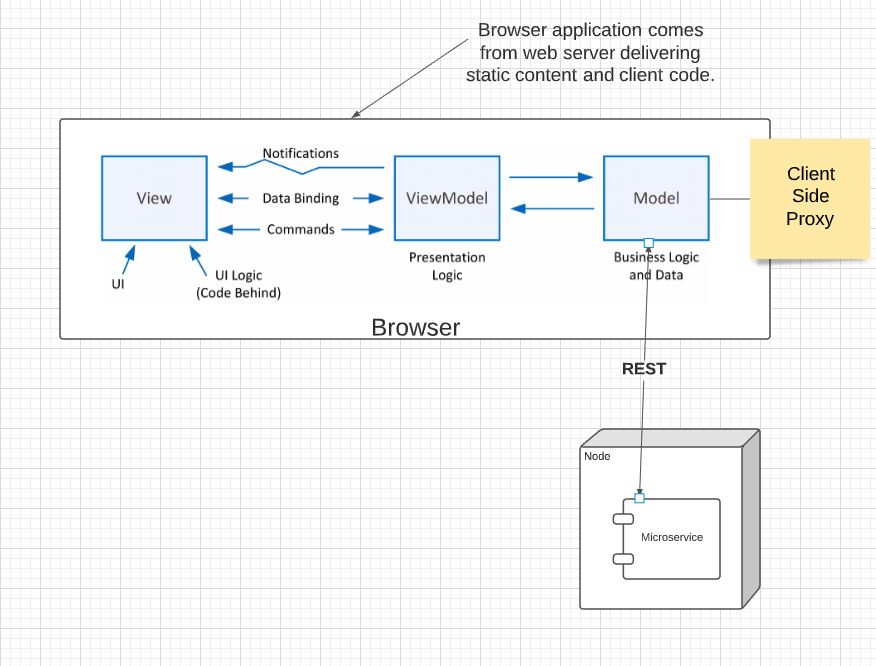 Browser application comes
from web server delivering
static content and client code.
Notifications
View
Data Binding
ViewModel
Model
Commands
Client
Side
Proxy
UI
UI Logic
(Code Behind)
Presentation
Logic
Business Logic
and Data
Browser
REST
Node
Microservice